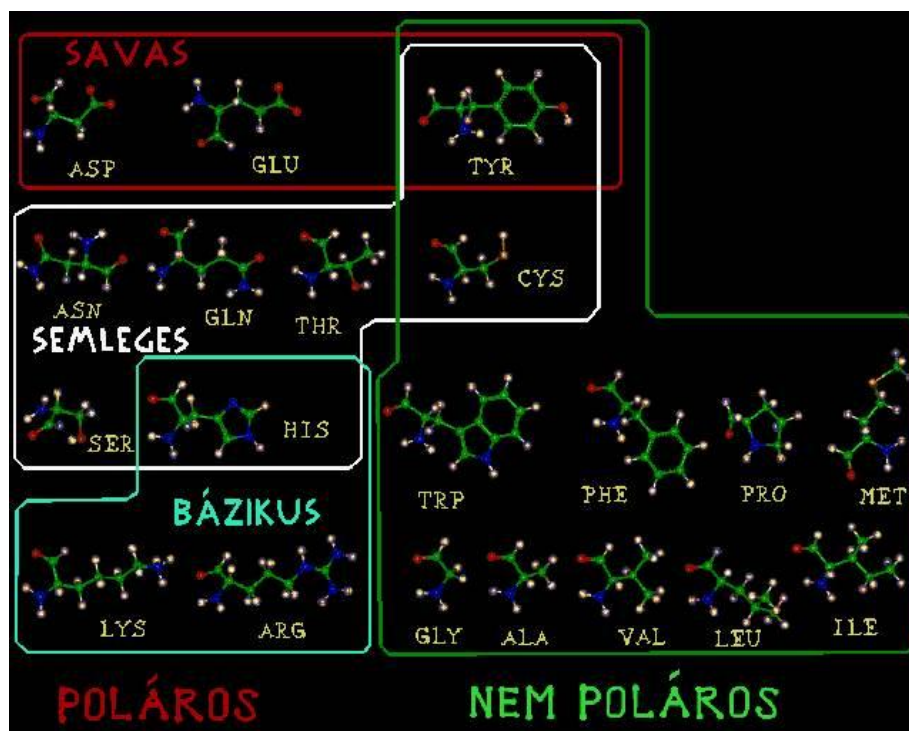 SAVAS
ASP GLU TYR
ASN GLN THR CYS
SEMLEGES
SER HIS
TRP PHE PRO MET
BÁZIKUS
LYS ARG GLY ALA VAL LEU ILE
POLÁROS NEM POLÁROS